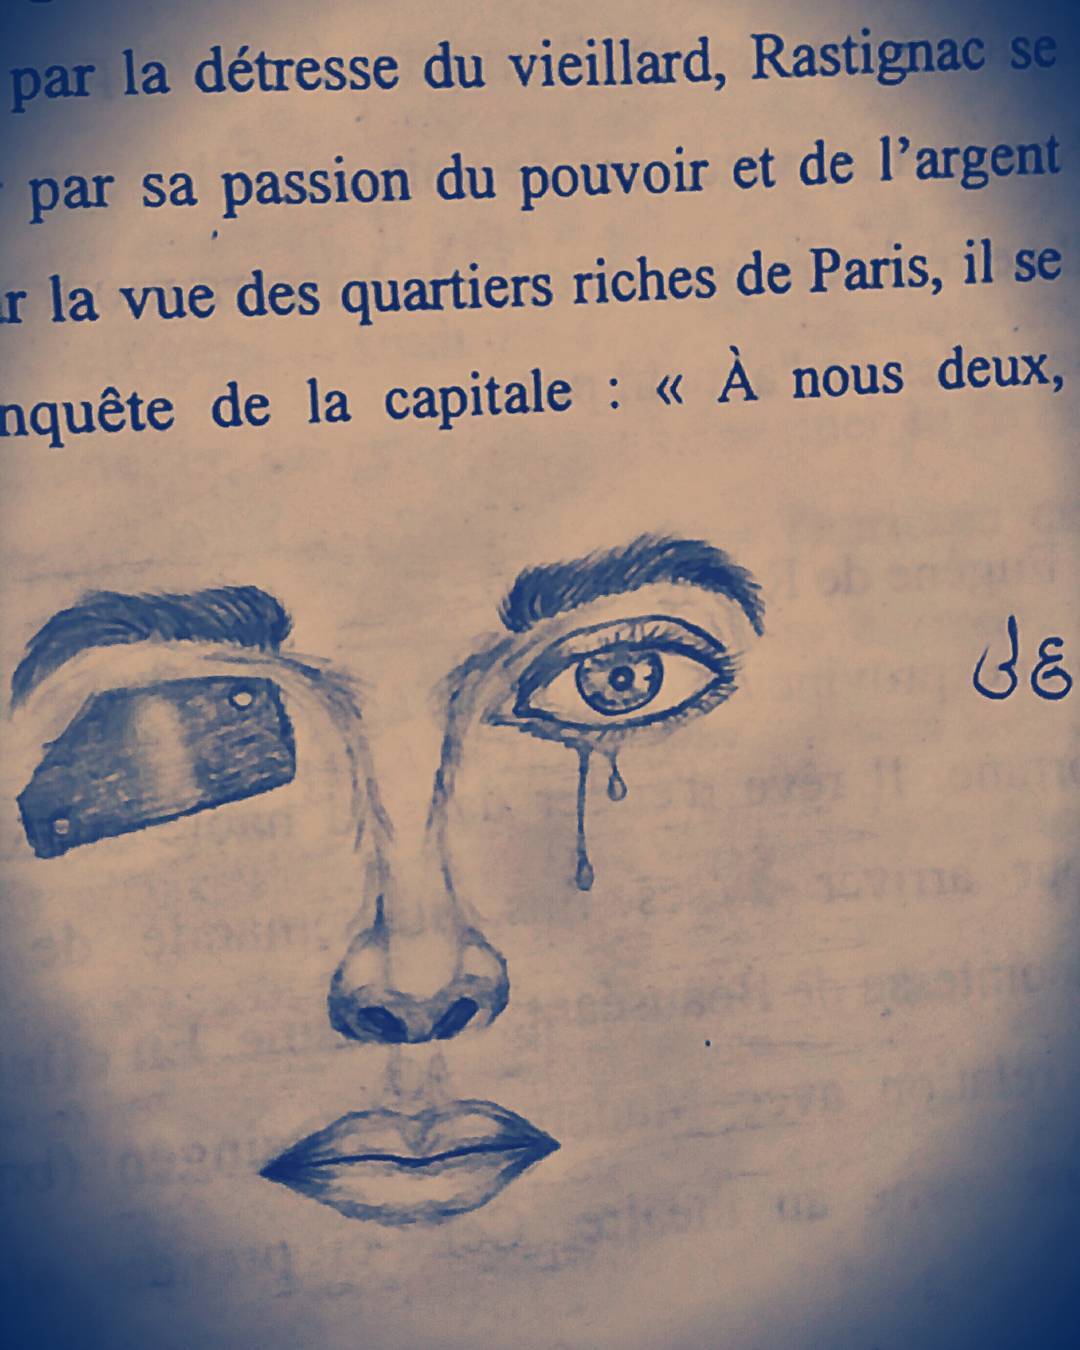 par la détresse du vieillard, Rastignac se
par sa passion du pouvoir et de l'argent
r la vue des quartiers riches de Paris, il se
nquête de la capitale : « À nous deux,